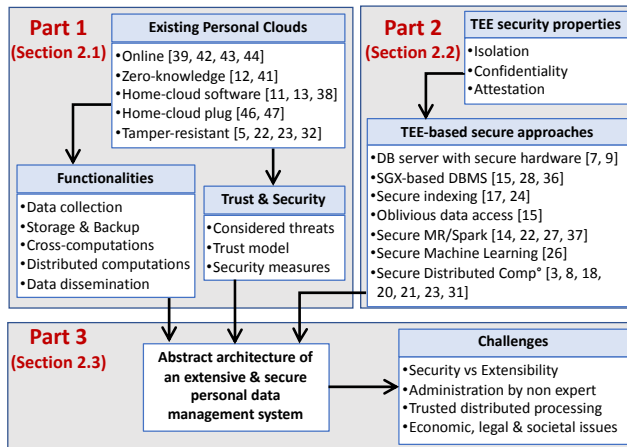 Part 1
(Section 2.1)
Existing Personal Clouds
•Online [39, 42, 43, 44]
•Zero-knowledge [12, 41]
•Home-cloud software [11, 13, 38]
•Home-cloud plug [46, 47]
•Tamper-resistant [5, 22, 23, 32]
Functionalities
•Data collection
•Storage & Backup
•Cross-computations
•Distributed computations
•Data dissemination
Trust & Security
•Considered threats
•Trust model
•Security measures
Part 2
(Section 2.2)
TEE security properties
•Isolation
•Confidentiality
•Attestation
TEE-based secure approaches
•DB server with secure hardware [7, 9]
•SGX-based DBMS [15, 28, 36]
•Secure indexing [17, 24]
•Oblivious data access [15]
•Secure MR/Spark [14, 22, 27, 37]
•Secure Machine Learning [26]
•Secure Distributed Comp° [3, 8, 18,
20, 21, 23, 31]
Part 3
(Section 2.3)
Abstract architecture of
an extensive & secure
personal data
management system
Challenges
•Security vs Extensibility
•Administration by non expert
•Trusted distributed processing
•Economic, legal & societal issues